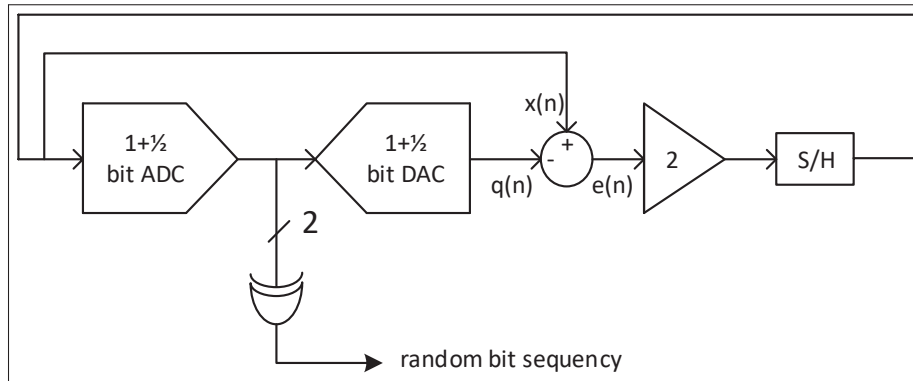 x(n)
1+½
bit ADC
1+½
bit DAC
+
-
2
S/H
q(n)
e(n)
2
random bit sequency